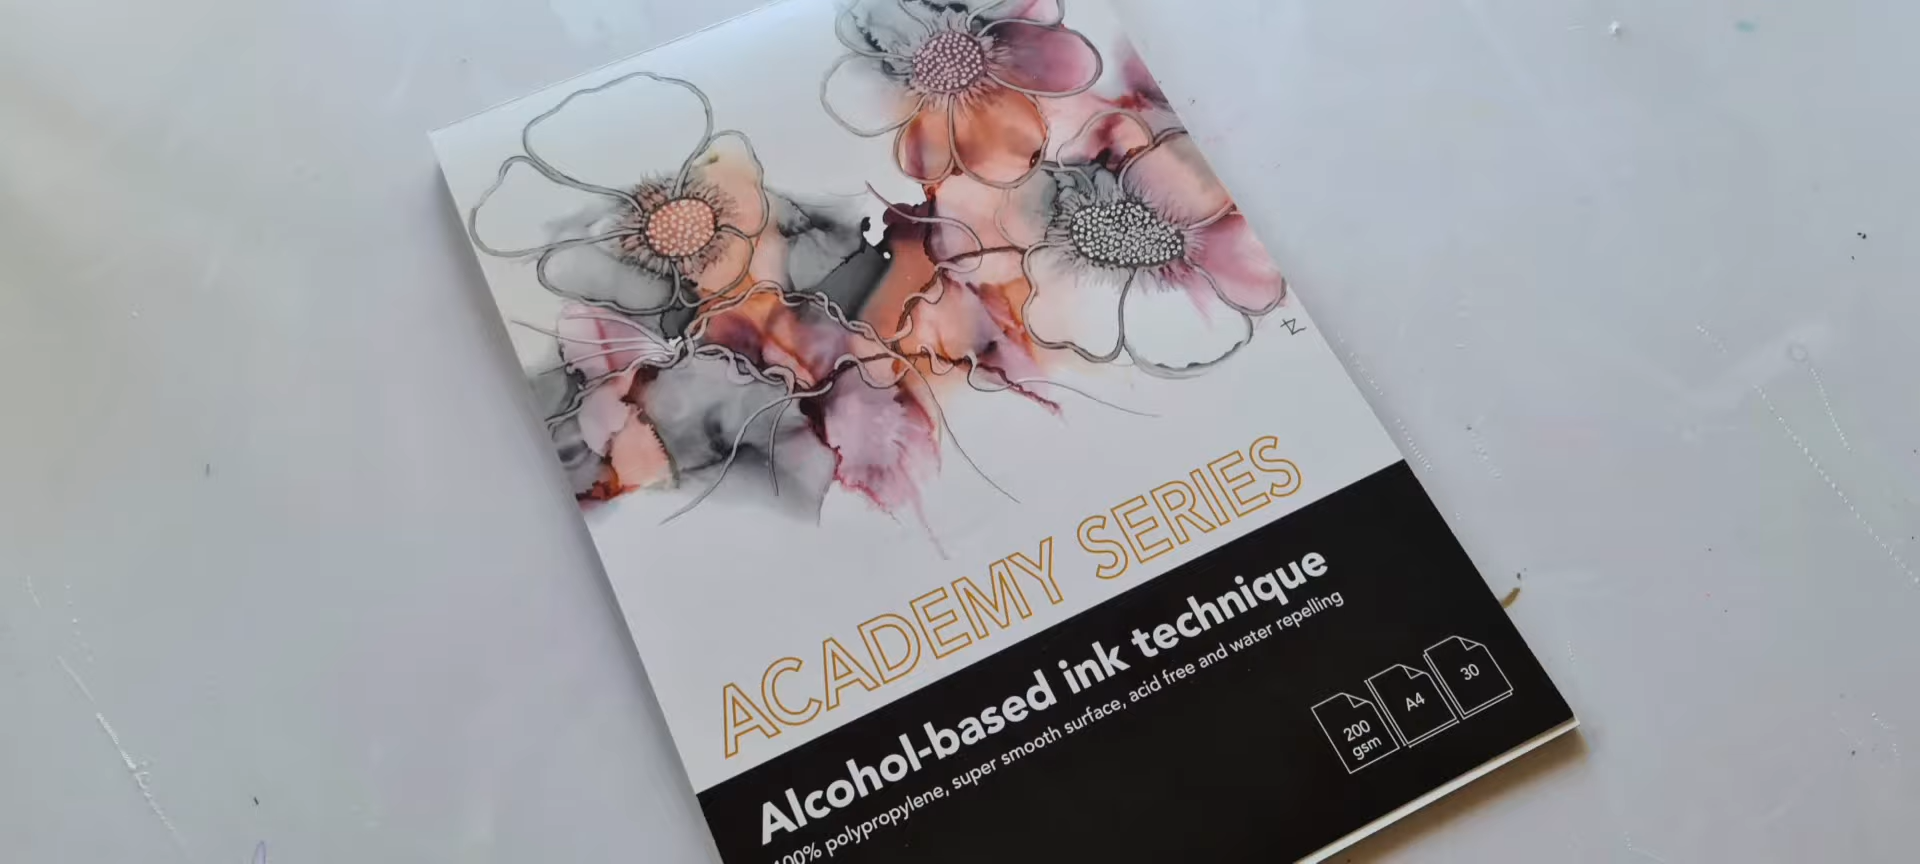 ACADEMY SERIES
Alcohol-based ink technique
100% polypropylene, super smooth surface, acid free and water repelling
200
gsm
A4
30